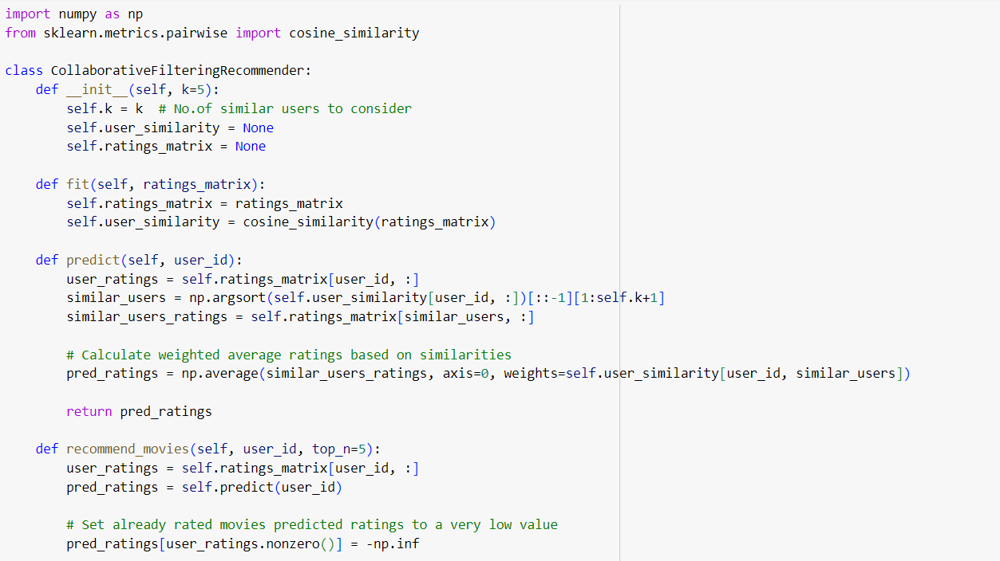 import numpy as np
from sklearn.metrics.pairwise import cosine_similarity

class CollaborativeFilteringRecommender:
    def __init__(self, k=5):
        self.k = k  # No.of similar users to consider
        self.user_similarity = None
        self.ratings_matrix = None

    def fit(self, ratings_matrix):
        self.ratings_matrix = ratings_matrix
        self.user_similarity = cosine_similarity(ratings_matrix)

    def predict(self, user_id):
        user_ratings = self.ratings_matrix[user_id, :]
        similar_users = np.argsort(self.user_similarity[user_id, :])[::-1][1:self.k+1]
        similar_users_ratings = self.ratings_matrix[similar_users, :]

        # Calculate weighted average ratings based on similarities
        pred_ratings = np.average(similar_users_ratings, axis=0, weights=self.user_similarity[user_id, similar_users])

        return pred_ratings

    def recommend_movies(self, user_id, top_n=5):
        user_ratings = self.ratings_matrix[user_id, :]
        pred_ratings = self.predict(user_id)

        # Set already rated movies predicted ratings to a very low value
        pred_ratings[user_ratings.nonzero()] = -np.inf